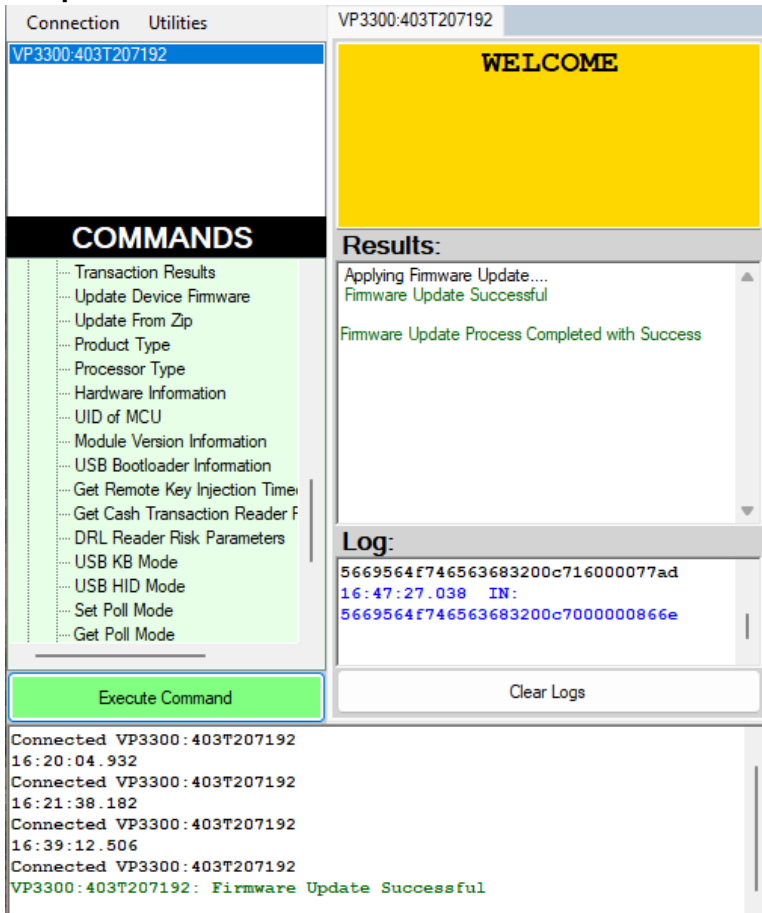 Connection Utilities
VP3300:403T207192
VP3300:403T207192
WELCOME
COMMANDS
Transaction Results
Update Device Firmware
Update From Zip
Product Type
Processor Type
Hardware Information
UID of MCU
Module Version Information
USB Bootloader Information
Get Remote Key Injection Time
Get Cash Transaction Reader F
DRL Reader Risk Parameters
USB KB Mode
USB HID Mode
Set Poll Mode
Get Poll Mode
Execute Command
Results:
Applying Firmware Update....
Firmware Update Successful
Firmware Update Process Completed with Success
Log:
5669564f746563683200c716000077ad
16:47:27.038 IN:
5669564f746563683200c7000000866e
Clear Logs
Connected VP3300:403T207192
16:20:04.932
Connected VP3300:403T207192
16:21:38.182
Connected VP3300:403T207192
16:39:12.506
Connected VP3300:403T207192
VP3300:403T207192: Firmware Update Successful